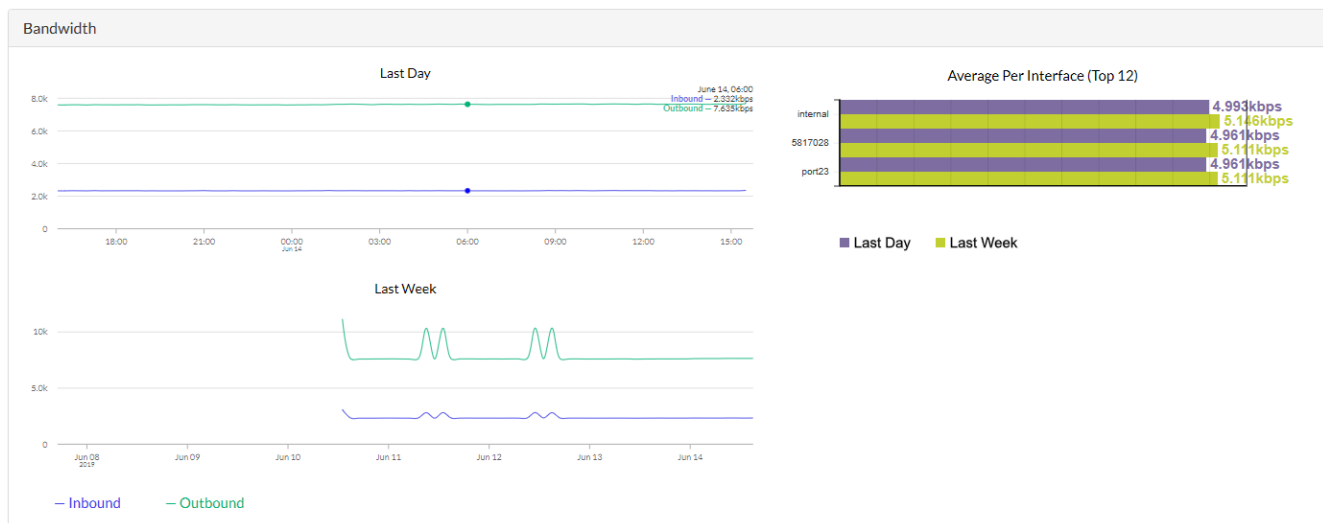 Bandwidth
Last Day
June 14, 06:00
Inbound — 2.332kbps
Outbound — 7.635kbps
8.0k
6.0k
4.0k
2.0k
0
18:00 21:00 00:00 03:00 06:00 09:00 12:00 15:00
Jun 14
Last Week
10k
5.0k
0
Jun 08 Jun 09 Jun 10 Jun 11 Jun 12 Jun 13 Jun 14
2019
— Inbound — Outbound
Average Per Interface (Top 12)
internal
4.993kbps
5.146kbps
5817028
4.961kbps
5.111kbps
port23
4.961kbps
5.111kbps
Last Day Last Week